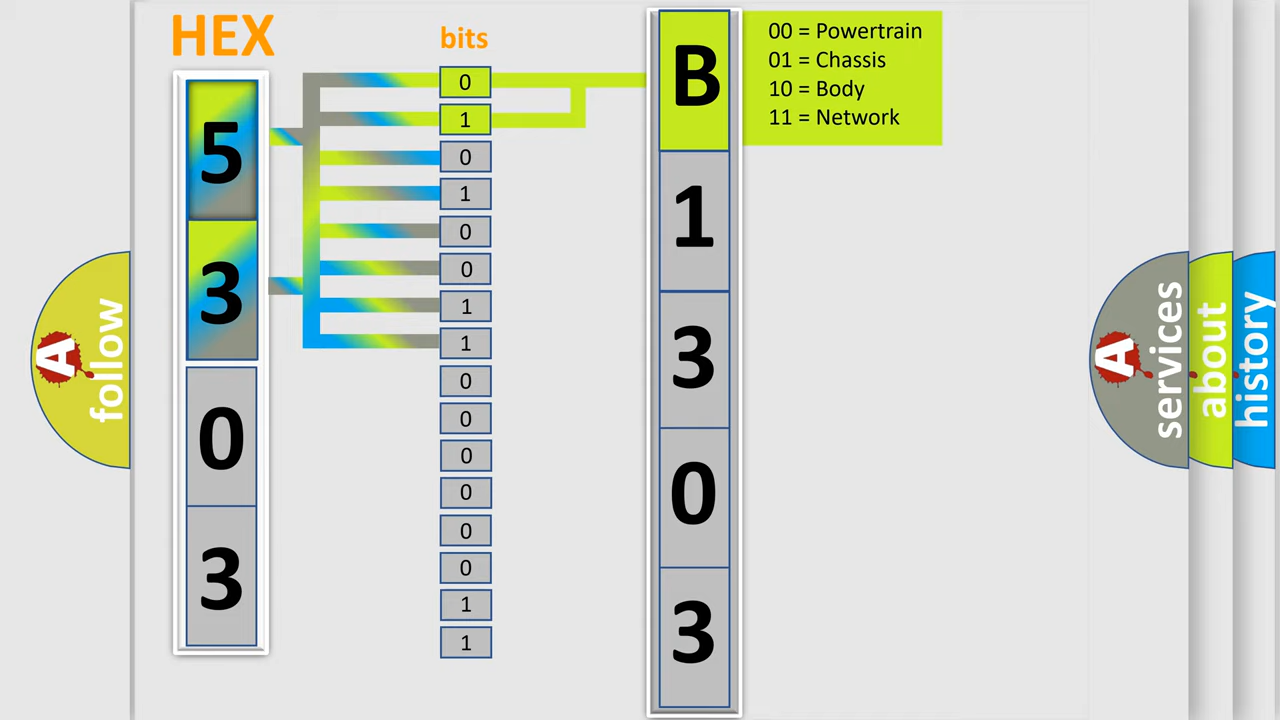 HEX
bits
5
3
0
3
0
1
0
1
0
0
1
1
0
0
0
0
0
0
1
1
B
1
3
0
3
00 = Powertrain
01 = Chassis
10 = Body
11 = Network
A follow
A services
about
history